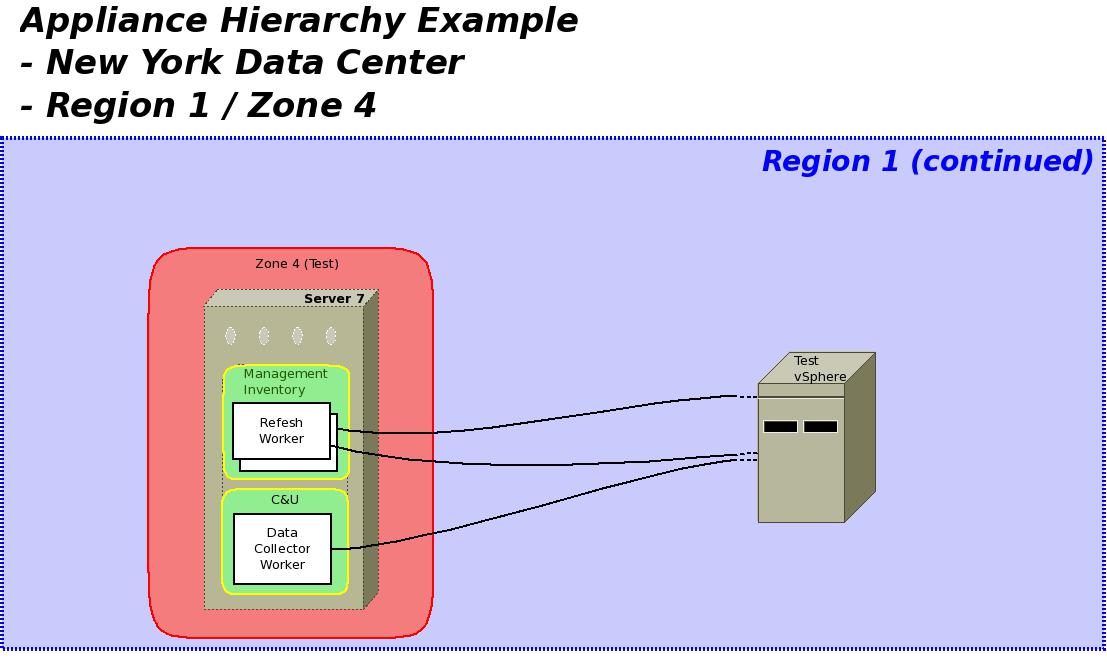 Appliance Hierarchy Example
- New York Data Center
- Region 1 / Zone 4
Region 1 (continued)
Zone 4 (Test)
Server 7
Management
Inventory
Refesh
Worker
C&U
Data
Collector
Worker
Test
vSphere